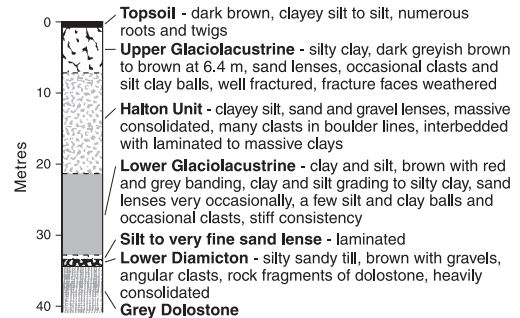 0
Topsoil - dark brown, clayey silt to silt, numerous
roots and twigs
Upper Glaciolacustrine - silty clay, dark greyish brown
to brown at 6.4 m, sand lenses, occasional clasts and
silt clay balls, well fractured, fracture faces weathered
10
Halton Unit - clayey silt, sand and gravel lenses, massive
consolidated, many clasts in boulder lines, interbedded
with laminated to massive clays
20
Metres
Lower Glaciolacustrine - clay and silt, brown with red
and grey banding, clay and silt grading to silty clay, sand
lenses very occasionally, a few silt and clay balls and
occasional clasts, stiff consistency
30
Silt to very fine sand lense - laminated
Lower Diamicton - silty sandy till, brown with gravels,
angular clasts, rock fragments of dolostone, heavily
consolidated
40
Grey Dolostone